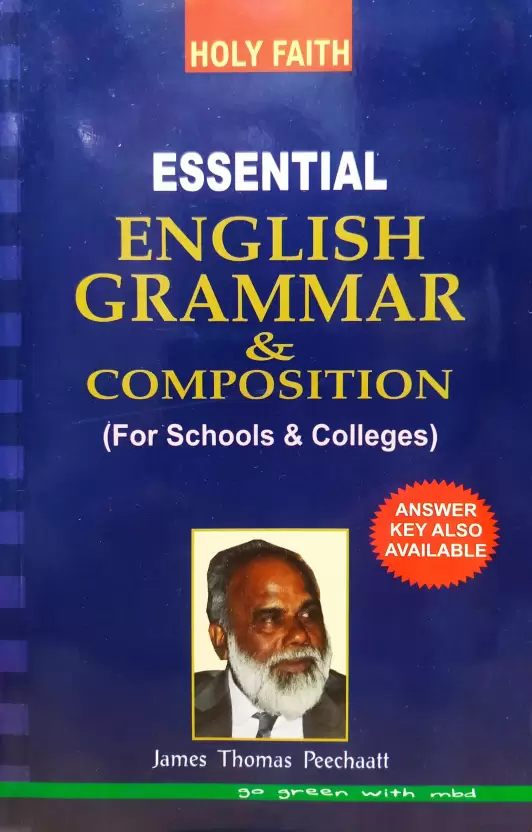 HOLY FAITH
ESSENTIAL
ENGLISH
GRAMMAR
&
COMPOSITION
(For Schools & Colleges)
ANSWER
KEY ALSO
AVAILABLE
James Thomas Peechaatt
go green with mbd